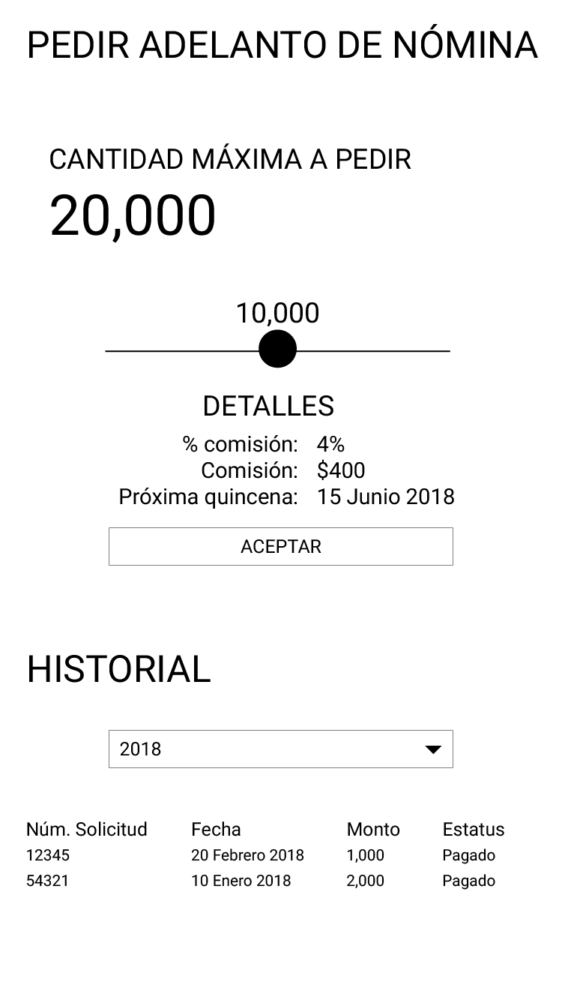 PEDIR ADELANTO DE NÓMINA
CANTIDAD MÁXIMA A PEDIR
20,000
10,000
DETALLES
% comisión: 4%
Comisión: $400
Próxima quincena: 15 Junio 2018
ACEPTAR
HISTORIAL
2018
Núm. Solicitud Fecha Monto Estatus
12345 20 Febrero 2018 1,000 Pagado
54321 10 Enero 2018 2,000 Pagado